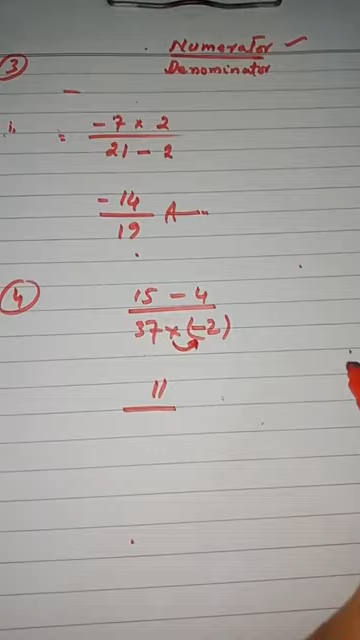 Numerator
③ Denominator
-
i. = -7 × 2
21 - 2
-14
19
④ 15 - 4
37 × (-2)
11